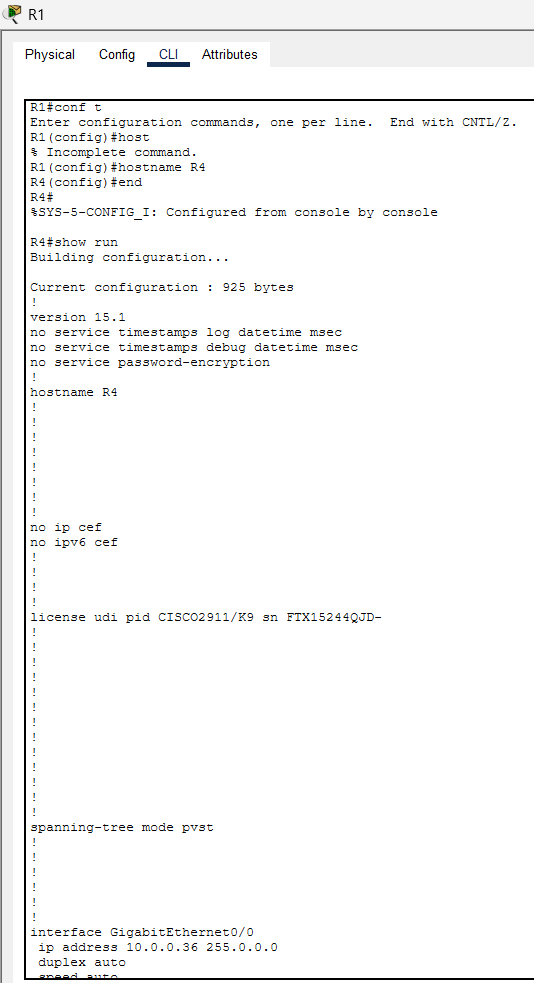 R1
Physical Config CLI Attributes
R1#conf t
Enter configuration commands, one per line.  End with CNTL/Z.
R1(config)#host
% Incomplete command.
R1(config)#hostname R4
R4(config)#end
R4#
%SYS-5-CONFIG_I: Configured from console by console

R4#show run
Building configuration...

Current configuration : 925 bytes
!
version 15.1
no service timestamps log datetime msec
no service timestamps debug datetime msec
no service password-encryption
!
hostname R4
!
!
!
!
!
!
!
!
no ip cef
no ipv6 cef
!
!
!
!
license udi pid CISCO2911/K9 sn FTX15244QJD-
!
!
!
!
!
!
!
!
!
!
!
!
!
spanning-tree mode pvst
!
!
!
!
!
!
interface GigabitEthernet0/0
 ip address 10.0.0.36 255.0.0.0
 duplex auto
 speed auto